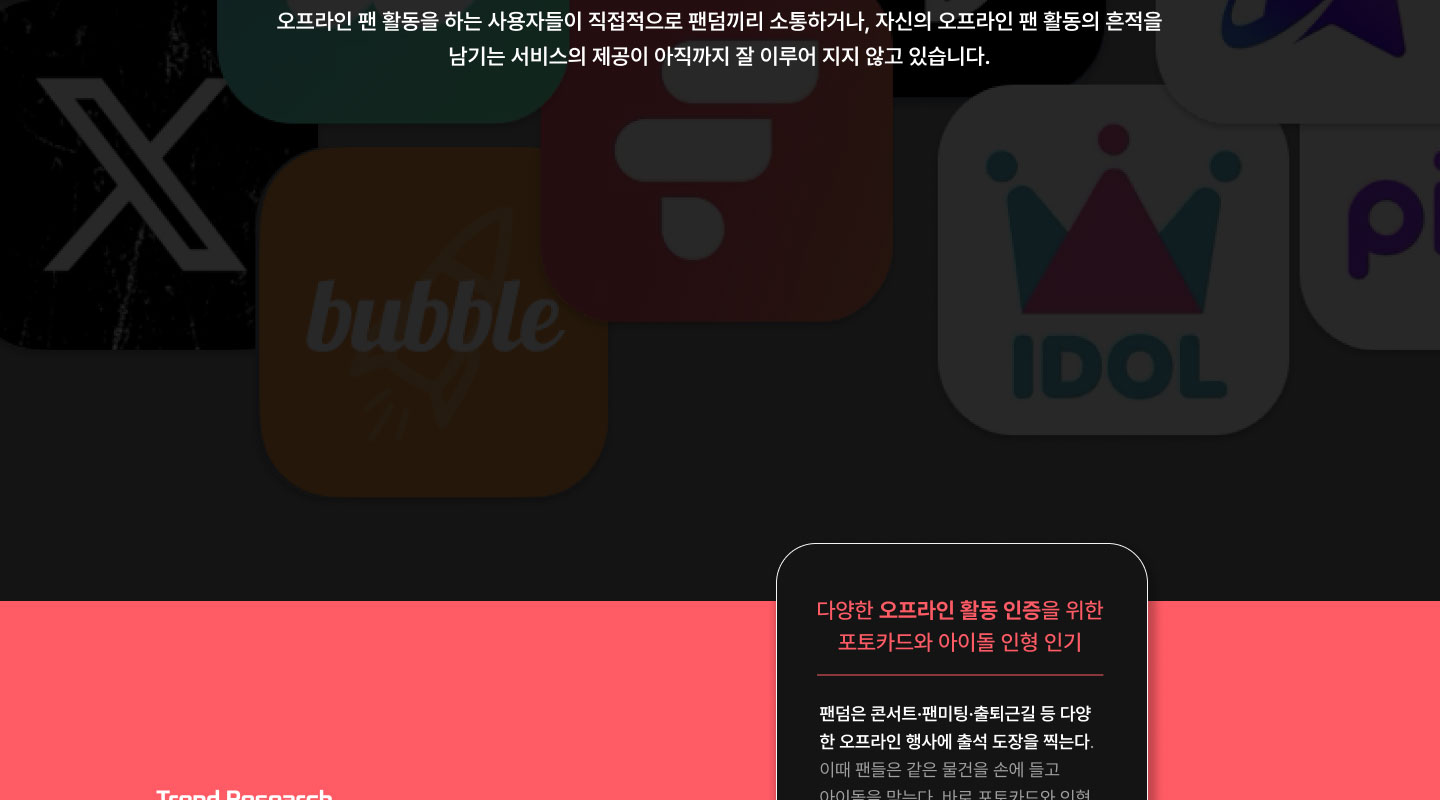 오프라인 팬 활동을 하는 사용자들이 직접적으로 팬덤끼리 소통하거나, 자신의 오프라인 팬 활동의 흔적을
남기는 서비스의 제공이 아직까지 잘 이루어 지지 않고 있습니다.
X
bubble
IDOL
다양한 오프라인 활동 인증을 위한
포토카드와 아이돌 인형 인기
팬덤은 콘서트·팬미팅·출퇴근길 등 다양
한 오프라인 행사에 출석 도장을 찍는다.
이때 팬들은 같은 물건을 손에 들고
아이돌을 맞는다. 바로 포토카드와 인형
Trend Research